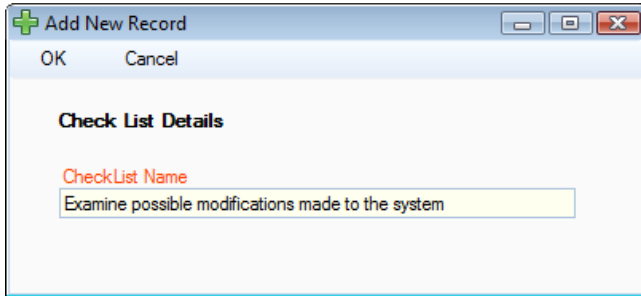 Add New Record
OK Cancel
Check List Details
CheckList Name
Examine possible modifications made to the system